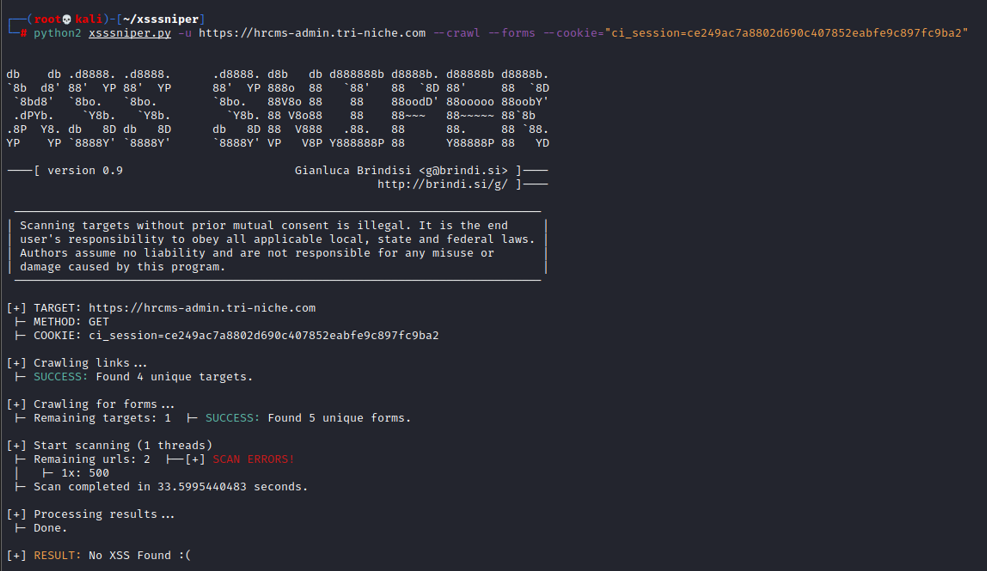 (root💀kali)-[~/xsssniper]
# python2 xsssniper.py -u https://hrcms-admin.tri-niche.com --crawl --forms --cookie="ci_session=ce249ac7a8802d690c407852eabfe9c897fc9ba2"
db    db .d8888. .d8888.      .d8888. d8b   db d888888b d8888b. d88888b d8888b.
`8b  d8' 88'  YP 88'  YP      88'  YP 888o  88   `88'   88  `8D 88'     88  `8D
 `8bd8'  `8bo.   `8bo.        `8bo.   88V8o 88    88    88oodD' 88ooooo 88oobY'
 .dPYb.    `Y8b.   `Y8b.        `Y8b. 88 V8o88    88    88~~~   88~~~~~ 88`8b
.8P  Y8. db   8D db   8D      db   8D 88  V888   .88.   88      88.     88 `88.
YP    YP `8888Y' `8888Y'      `8888Y' VP   V8P Y888888P 88      Y88888P 88   YD
----[ version 0.9                         Gianluca Brindisi <g@brindi.si> ]----
http://brindi.si/g/ ]----
| Scanning targets without prior mutual consent is illegal. It is the end |
| user's responsibility to obey all applicable local, state and federal laws. |
| Authors assume no liability and are not responsible for any misuse or |
| damage caused by this program. |
[+] TARGET: https://hrcms-admin.tri-niche.com
|- METHOD: GET
|- COOKIE: ci_session=ce249ac7a8802d690c407852eabfe9c897fc9ba2
[+] Crawling links...
|- SUCCESS: Found 4 unique targets.
[+] Crawling for forms...
|- Remaining targets: 1  |- SUCCESS: Found 5 unique forms.
[+] Start scanning (1 threads)
|- Remaining urls: 2  |--[+] SCAN ERRORS!
|   |- 1x: 500
|- Scan completed in 33.5995440483 seconds.
[+] Processing results...
|- Done.
[+] RESULT: No XSS Found :(